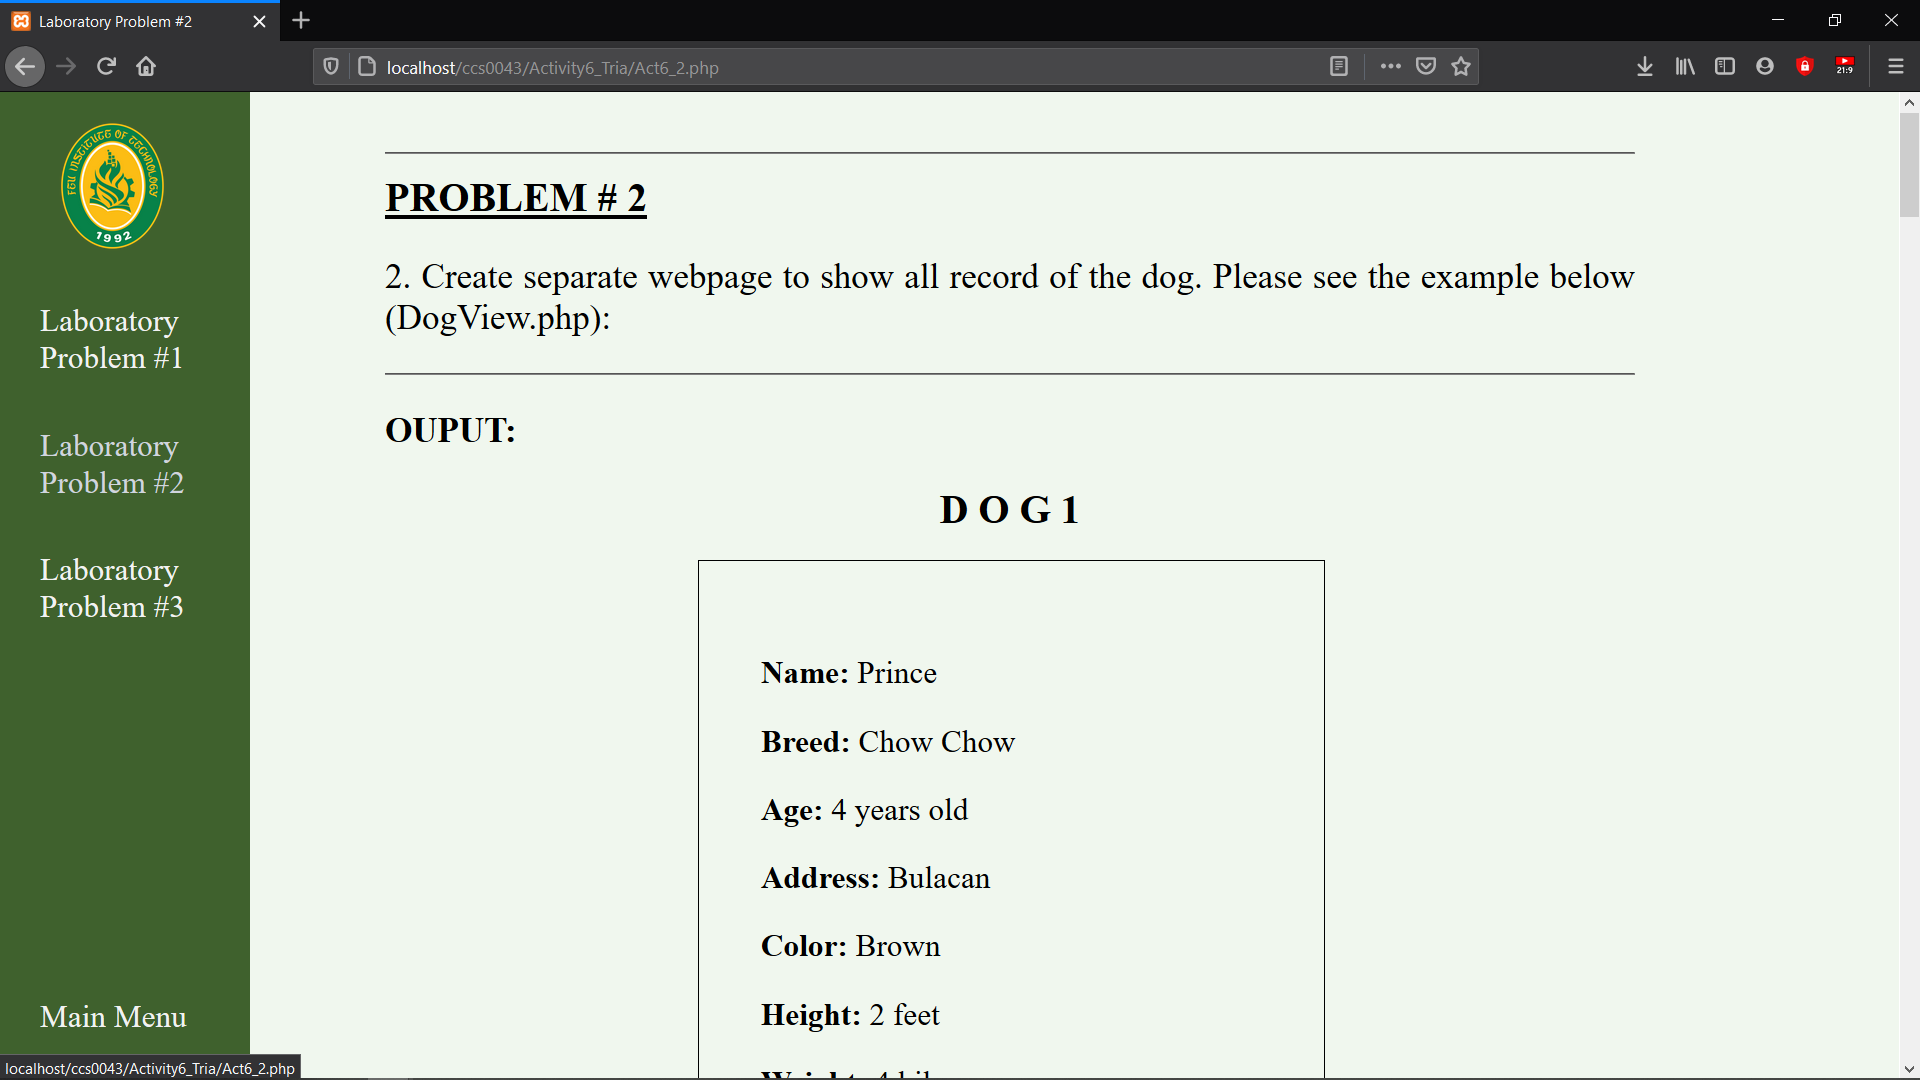 Laboratory Problem #2
localhost/ccs0043/Activity6_Tria/Act6_2.php
21:9
FEU INSTITUTE OF TECHNOLOGY
1992
Laboratory
Problem #1
Laboratory
Problem #2
Laboratory
Problem #3
Main Menu
PROBLEM # 2
2. Create separate webpage to show all record of the dog. Please see the example below
(DogView.php):
OUPUT:
D O G 1
Name: Prince
Breed: Chow Chow
Age: 4 years old
Address: Bulacan
Color: Brown
Height: 2 feet
localhost/ccs0043/Activity6_Tria/Act6_2.php